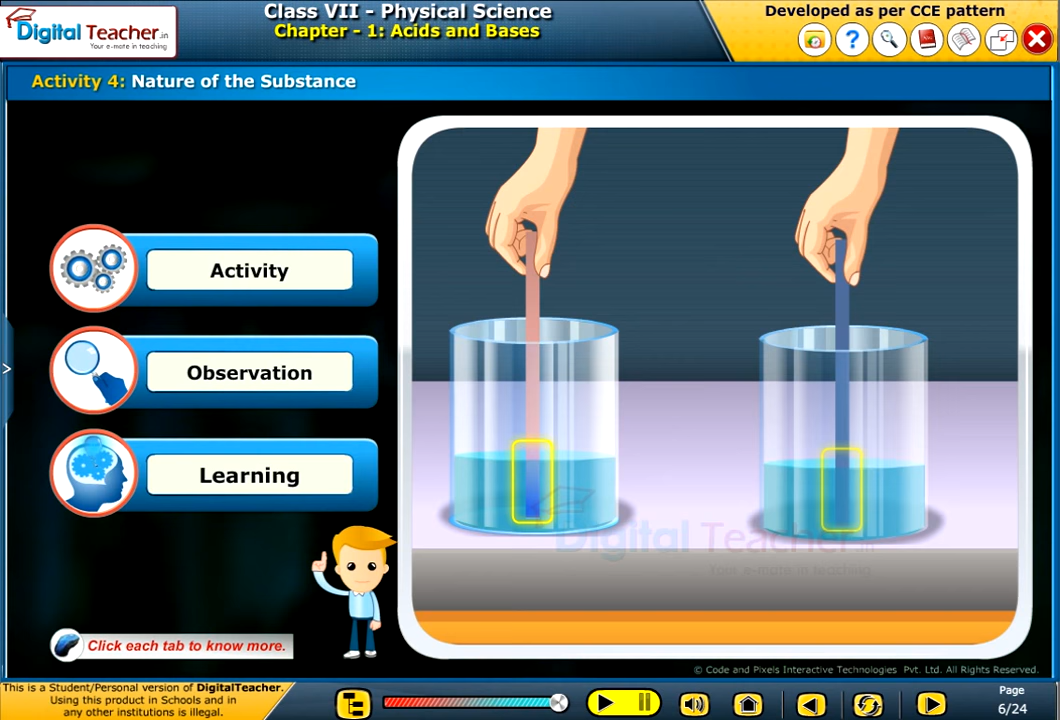 Digital Teacher.in
Your e-mate in teaching
Class VII - Physical Science
Chapter - 1: Acids and Bases
Developed as per CCE pattern
?
Activity 4: Nature of the Substance
Activity
Observation
Learning
>
Digital Teacher.in
Your e-mate in teaching
Click each tab to know more.
© Code and Pixels Interactive Technologies Pvt. Ltd. All Rights Reserved.
This is a Student/Personal version of DigitalTeacher.
Using this product in Schools and in
any other institutions is illegal.
Page
6/24